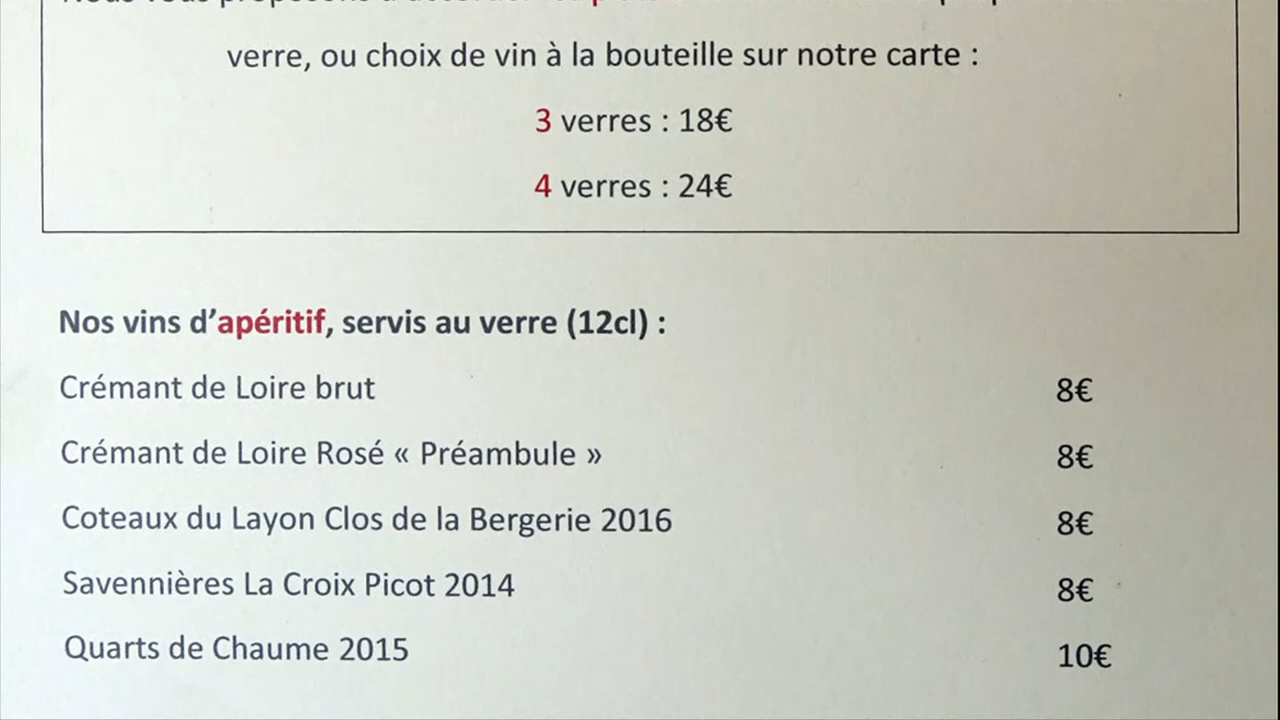 verre, ou choix de vin à la bouteille sur notre carte :
3 verres : 18€
4 verres : 24€
Nos vins d’apéritif, servis au verre (12cl) :
Crémant de Loire brut 8€
Crémant de Loire Rosé « Préambule » 8€
Coteaux du Layon Clos de la Bergerie 2016 8€
Savennières La Croix Picot 2014 8€
Quarts de Chaume 2015 10€